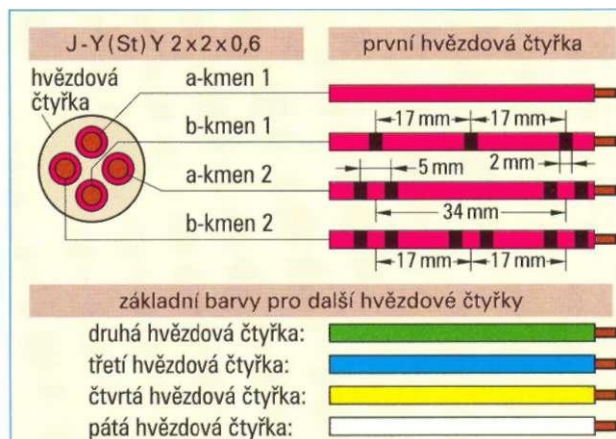 J-Y(St)Y 2x2x0,6
první hvězdová čtyřka
hvězdová
čtyřka
a-kmen 1
b-kmen 1
17 mm 17 mm
a-kmen 2
5 mm 2 mm
34 mm
b-kmen 2
17 mm 17 mm
základní barvy pro další hvězdové čtyřky
druhá hvězdová čtyřka:
třetí hvězdová čtyřka:
čtvrtá hvězdová čtyřka:
pátá hvězdová čtyřka: